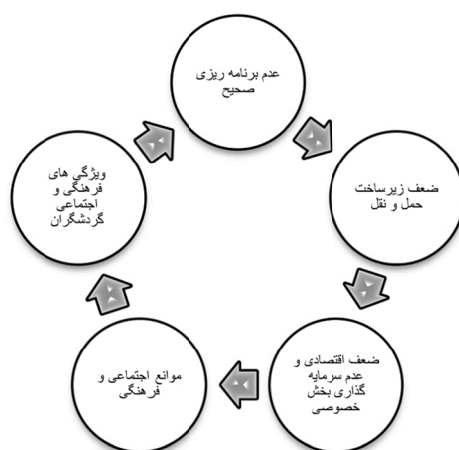 عدم برنامه ریزی
صحیح
ضعف زیرساخت
حمل و نقل
ضعف اقتصادی و
عدم سرمایه
گذاری بخش
خصوصی
موانع اجتماعی و
فرهنگی
ویژگی های
فرهنگی و
اجتماعی
گردشگران